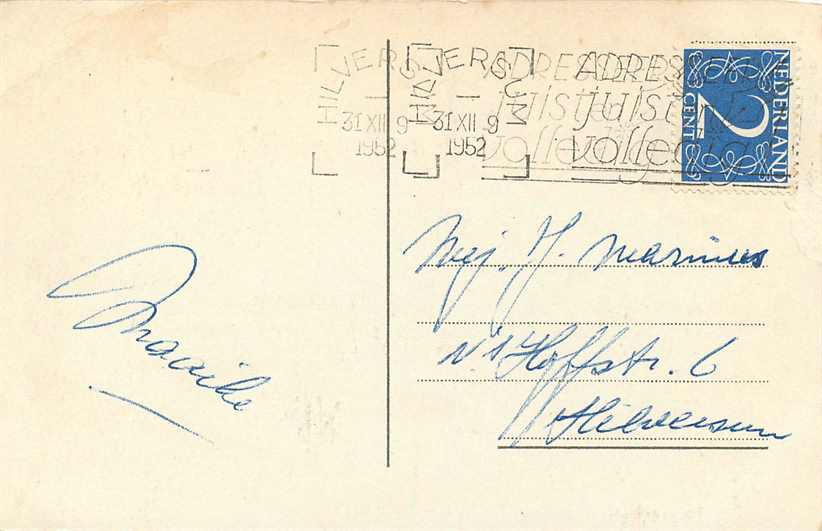 HILVERSUM HILVERSUM
31 XII 9 31 XII 9
1952 1952
ADRESSEER
juist
volledig
NEDERLAND
2
CENT
Mej. J. Marinus
Hoffstr. 6
Hilversum